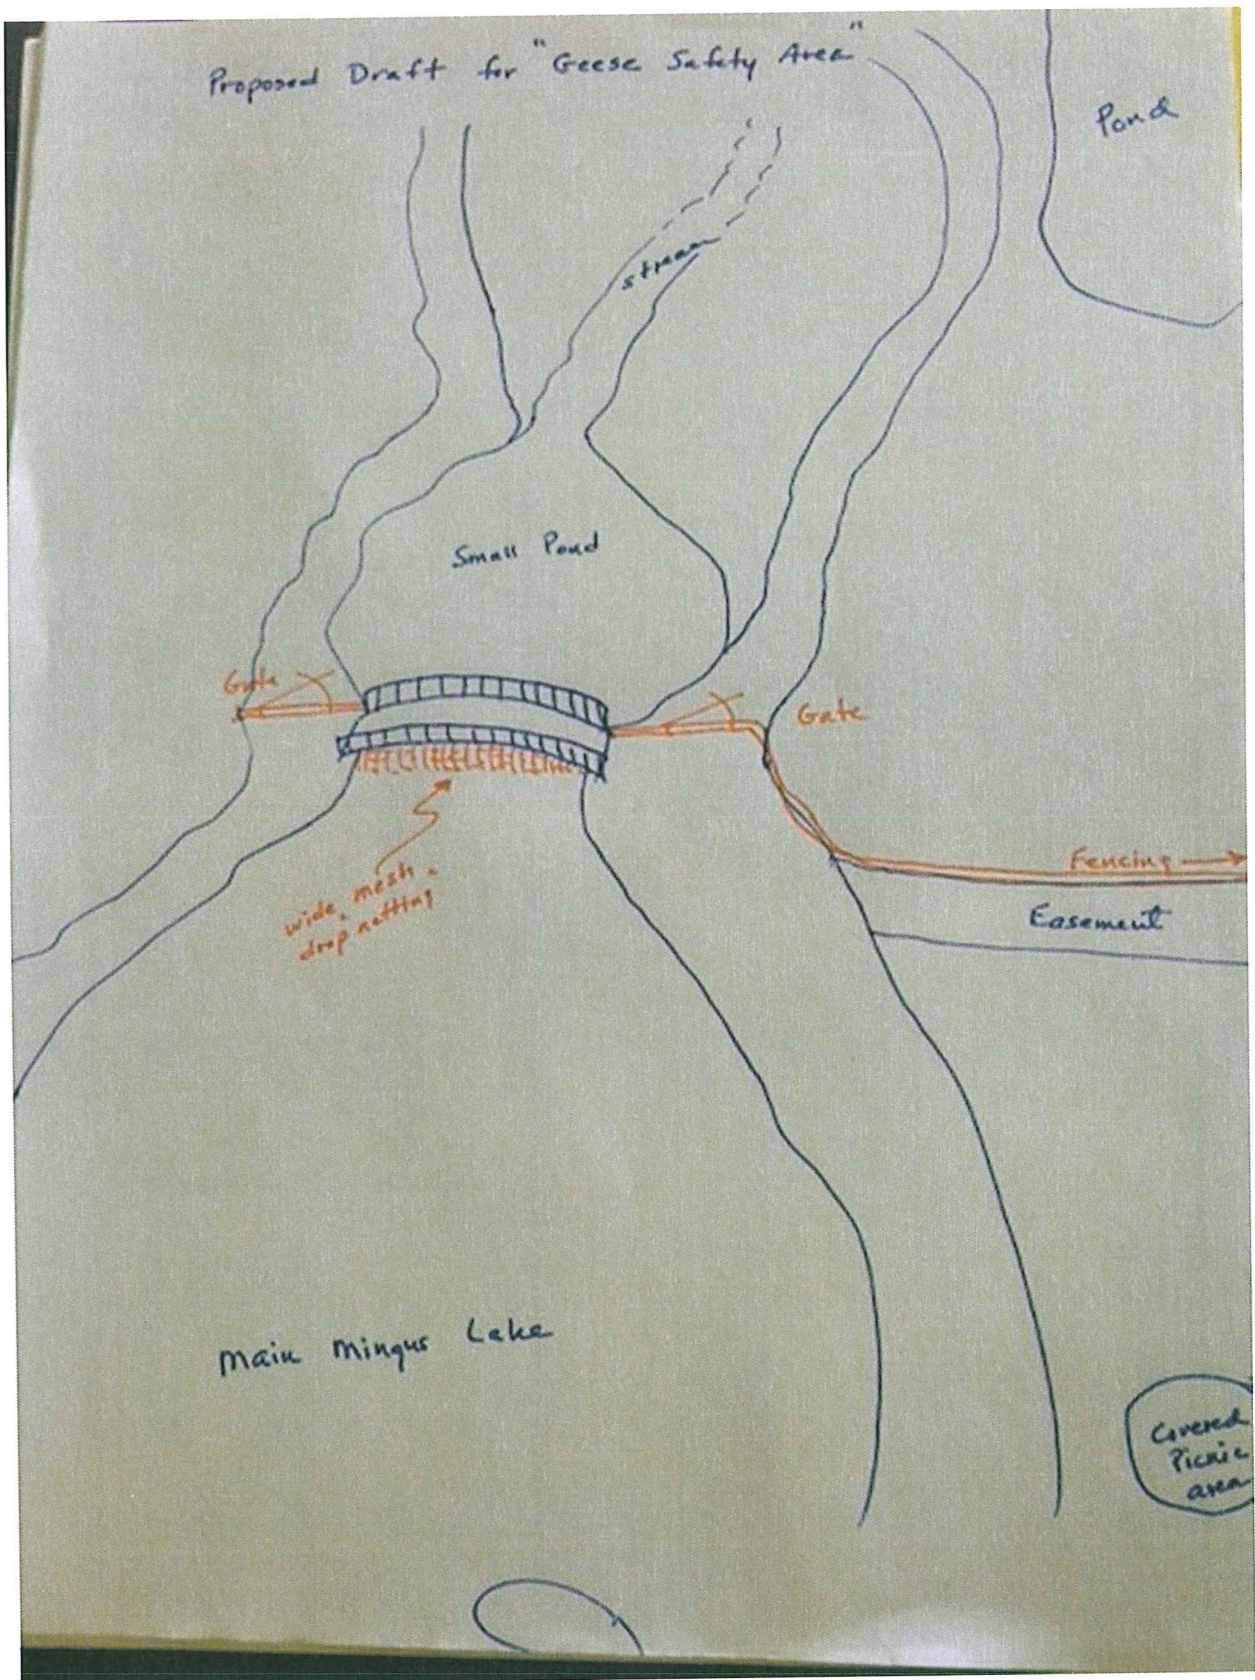 Proposed Draft for "Geese Safety Area"
Pond
stream
Small Pond
Gate
Gate
wide mesh
drop netting
Fencing
Easement
Main Mingus Lake
Covered
Picnic
area